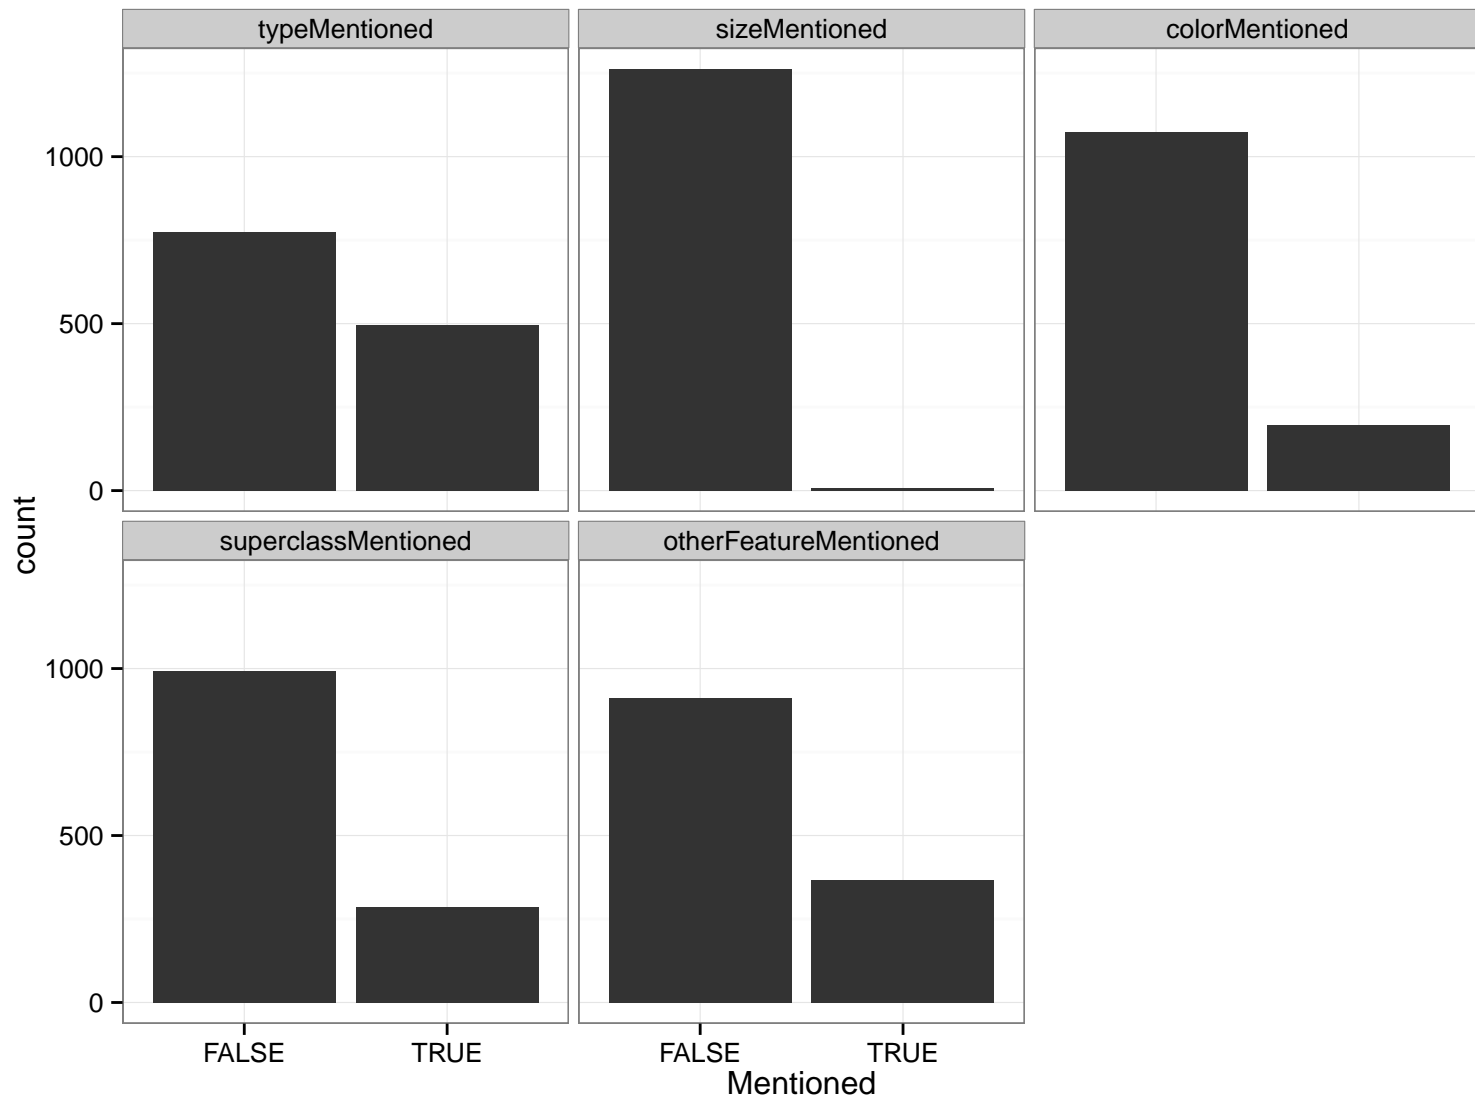 typeMentioned sizeMentioned colorMentioned
1000
500
0
superclassMentioned otherFeatureMentioned
1000
500
0
FALSE TRUE FALSE TRUE
Mentioned
count